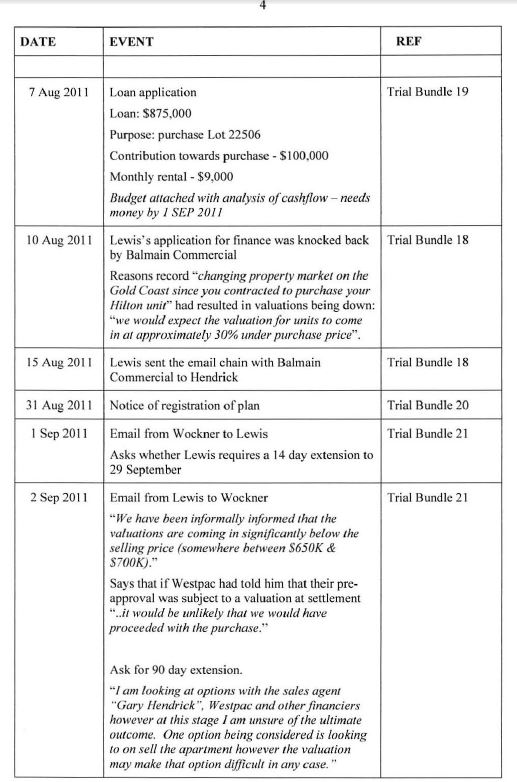 4
DATE EVENT REF
7 Aug 2011 Loan application Trial Bundle 19
Loan: $875,000
Purpose: purchase Lot 22506
Contribution towards purchase - $100,000
Monthly rental - $9,000
Budget attached with analysis of cashflow – needs
money by 1 SEP 2011
10 Aug 2011 Lewis's application for finance was knocked back Trial Bundle 18
by Balmain Commercial
Reasons record "changing property market on the
Gold Coast since you contracted to purchase your
Hilton unit" had resulted in valuations being down:
"we would expect the valuation for units to come
in at approximately 30% under purchase price".
15 Aug 2011 Lewis sent the email chain with Balmain Trial Bundle 18
Commercial to Hendrick
31 Aug 2011 Notice of registration of plan Trial Bundle 20
1 Sep 2011 Email from Wockner to Lewis Trial Bundle 21
Asks whether Lewis requires a 14 day extension to
29 September
2 Sep 2011 Email from Lewis to Wockner Trial Bundle 21
"We have been informally informed that the
valuations are coming in significantly below the
selling price (somewhere between $650K &
$700K)."
Says that if Westpac had told him that their pre-
approval was subject to a valuation at settlement
"..it would be unlikely that we would have
proceeded with the purchase."
Ask for 90 day extension.
"I am looking at options with the sales agent
"Gary Hendrick", Westpac and other financiers
however at this stage I am unsure of the ultimate
outcome. One option being considered is looking
to on sell the apartment however the valuation
may make that option difficult in any case."